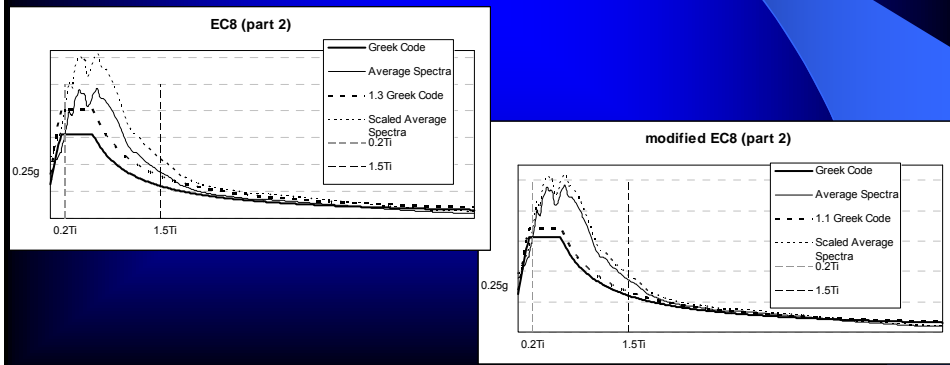 EC8 (part 2)
Greek Code
Average Spectra
1.3 Greek Code
Scaled Average
Spectra
0.2Ti
1.5Ti
0.25g
0.2Ti
1.5Ti
modified EC8 (part 2)
Greek Code
Average Spectra
1.1 Greek Code
Scaled Average
Spectra
0.2Ti
1.5Ti
0.25g
0.2Ti
1.5Ti